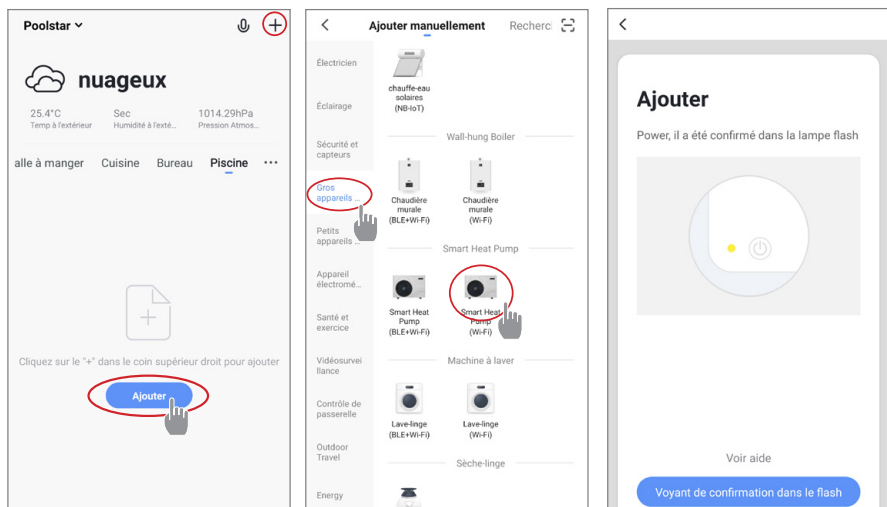 Poolstar
nuageux
25.4°C Sec 1014.29hPa
Temp à l'extérieur Humidité à l'exté... Pression Atmos...
alle à manger Cuisine Bureau Piscine ...
Cliquez sur le "+" dans le coin supérieur droit pour ajouter
Ajouter
Ajouter manuellement Recherc
Électricien
Éclairage
Sécurité et
capteurs
Gros
appareils ...
Petits
appareils ...
Appareil
électromé...
Santé et
exercice
Vidéosurvei
llance
Contrôle de
passerelle
Outdoor
Travel
Energy
chauffe-eau
solaires
(NB-IoT)
Wall-hung Boiler
Chaudière
murale
(BLE+Wi-Fi)
Chaudière
murale
(Wi-Fi)
Smart Heat Pump
Smart Heat
Pump
(BLE+Wi-Fi)
Smart Heat
Pump
(Wi-Fi)
Machine à laver
Lave-linge
(BLE+Wi-Fi)
Lave-linge
(Wi-Fi)
Sèche-linge
Ajouter
Power, il a été confirmé dans la lampe flash
Voir aide
Voyant de confirmation dans le flash